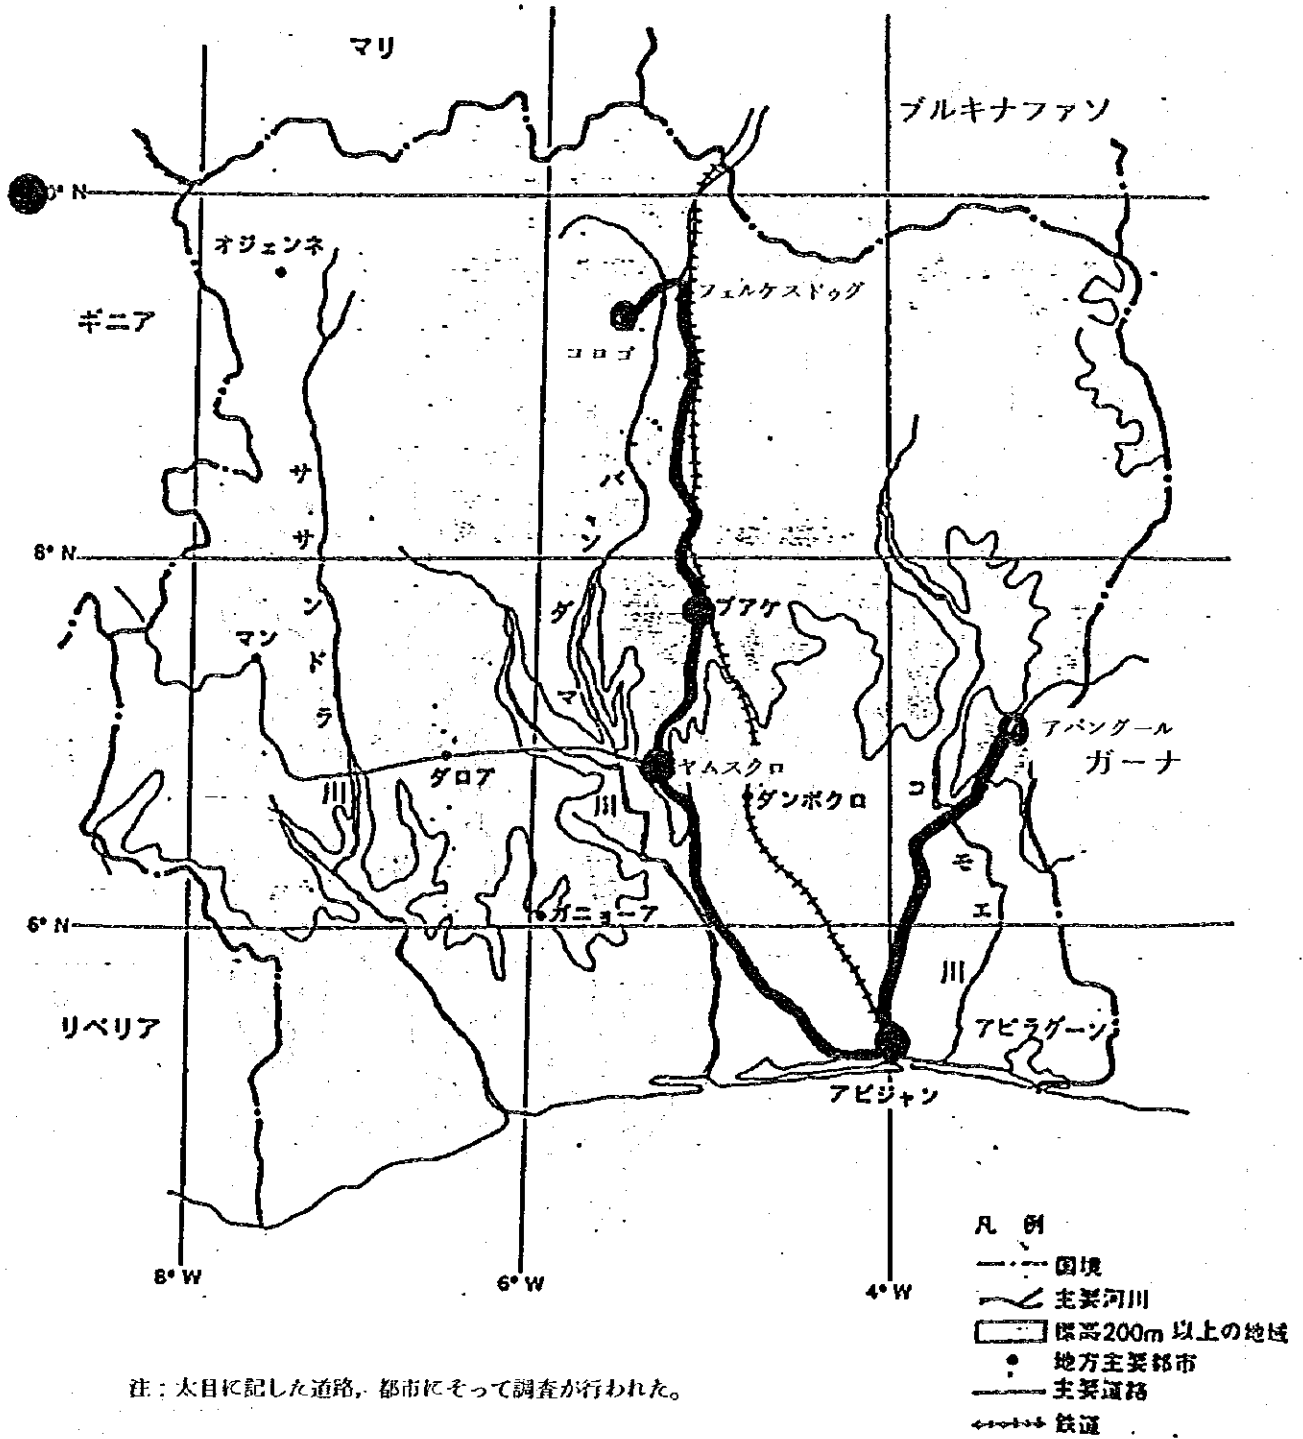 マリ
ブルキナファソ
0° N
オジェンネ
ギニア
フェルケスドゥグ
コロゴ
ササンドラ川
バンダマ川
8° N
ブアケ
マン
アバングール
ガーナ
ヤムスクロ
ダロア
ダンボクロ
コモエ川
ガニョーア
6° N
リベリア
アビラグーン
アビジャン
8° W
6° W
4° W
凡 例
国境
主要河川
標高200m 以上の地域
地方主要都市
主要道路
鉄道
注：太目に記した道路，都市にそって調査が行われた。